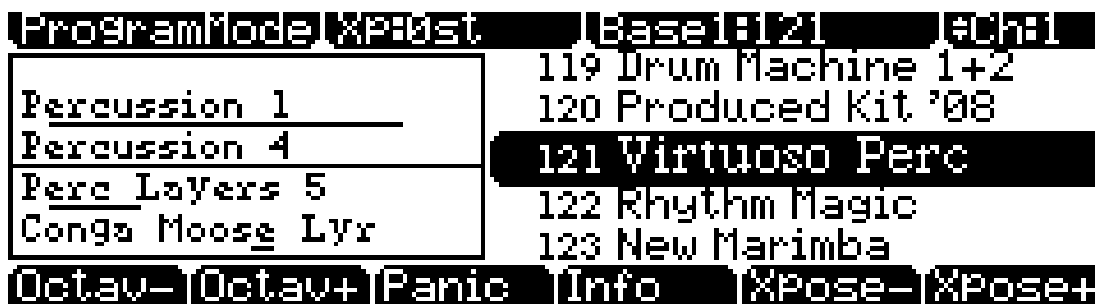 ProgramMode XP:0st Base1:121 Ch:1
Percussion 1
Percussion 4
Perc Layers 5
Conga Moose Lyr
119 Drum Machine 1+2
120 Produced Kit '08
121 Virtuoso Perc
122 Rhythm Magic
123 New Marimba
Octav- Octav+ Panic Info Xpose- Xpose+